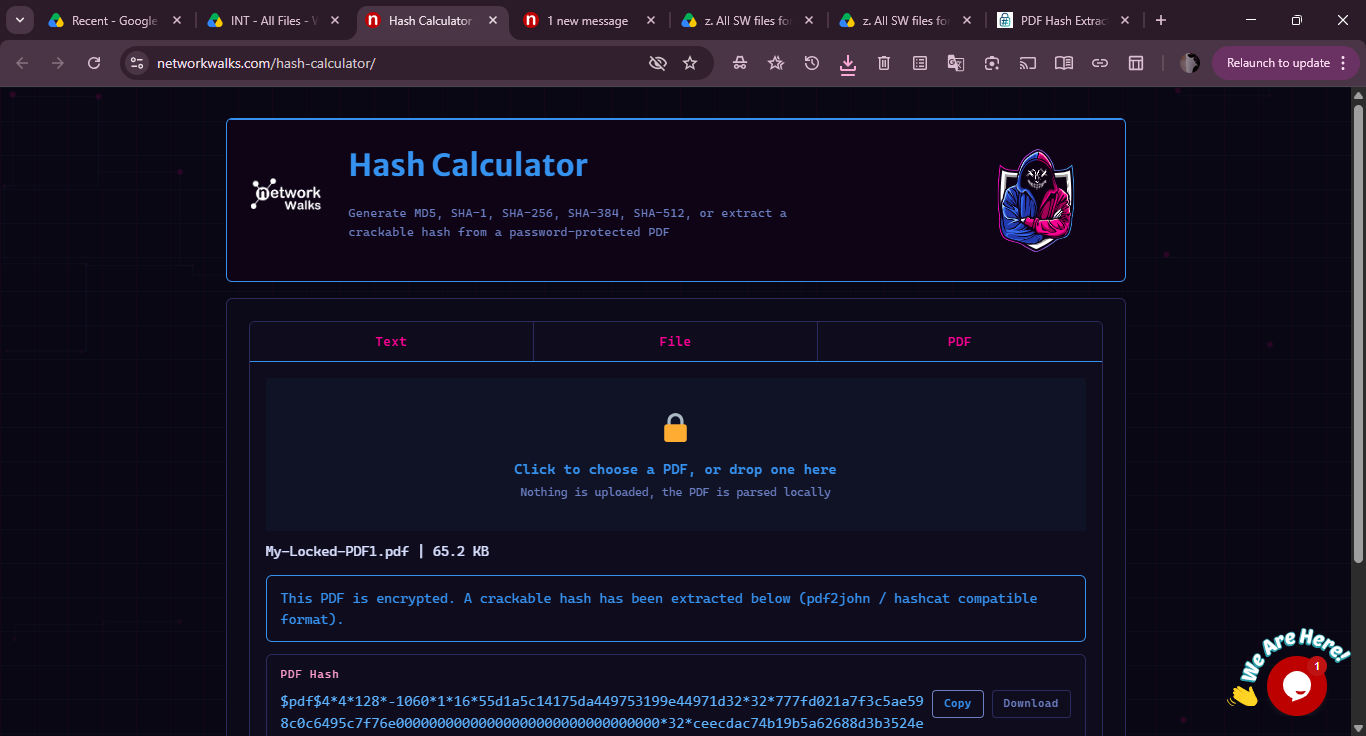 Recent - Google
INT - All Files - W
Hash Calculator
1 new message
z. All SW files for
z. All SW files for
PDF Hash Extrac
networkwalks.com/hash-calculator/
Relaunch to update
network
Walks
Hash Calculator
Generate MD5, SHA-1, SHA-256, SHA-384, SHA-512, or extract a
crackable hash from a password-protected PDF
Text
File
PDF
Click to choose a PDF, or drop one here
Nothing is uploaded, the PDF is parsed locally
My-Locked-PDF1.pdf | 65.2 KB
This PDF is encrypted. A crackable hash has been extracted below (pdf2john / hashcat compatible
format).
PDF Hash
$pdf$4*4*128*-1060*1*16*55d1a5c14175da449753199e44971d32*32*777fd021a7f3c5ae59
8c0c6495c7f76e00000000000000000000000000000000*32*ceecdac74b19b5a62688d3b3524e
Copy
Download
We Are Here!
1